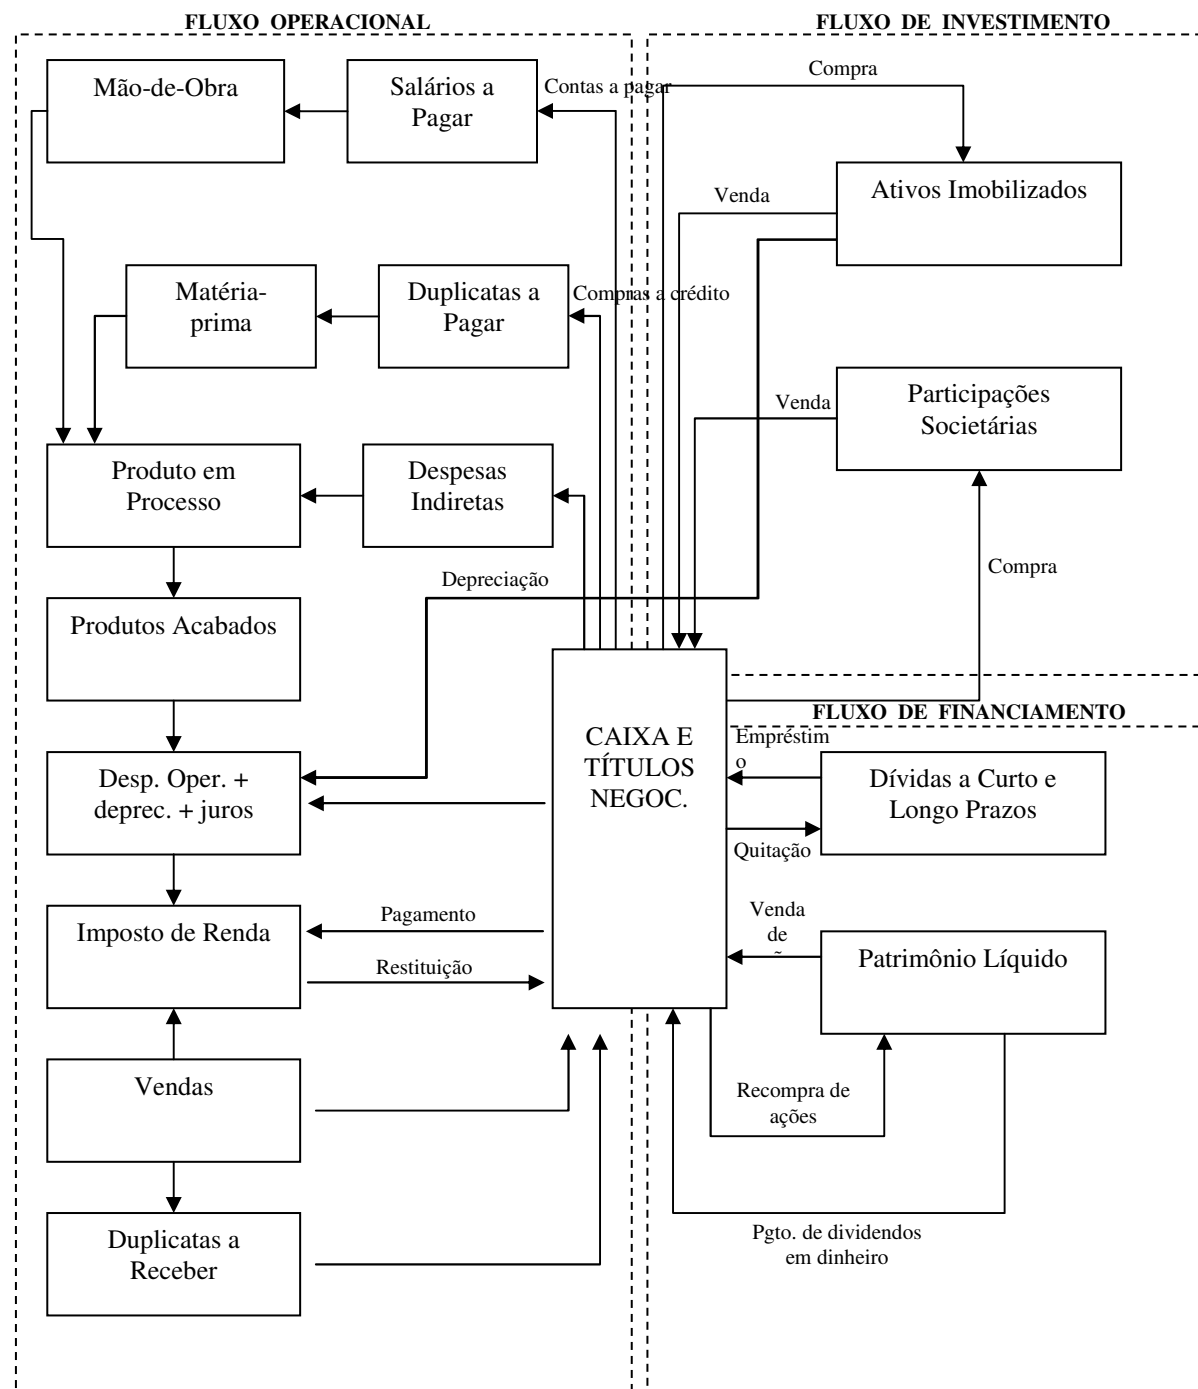 FLUXO OPERACIONAL
FLUXO DE INVESTIMENTO
Mão-de-Obra
Salários a
Pagar
Contas a pagar
Compra
Ativos Imobilizados
Venda
Matéria-
prima
Duplicatas a
Pagar
Compras a crédito
Participações
Societárias
Venda
Produto em
Processo
Despesas
Indiretas
Compra
Depreciação
Produtos Acabados
FLUXO DE FINANCIAMENTO
CAIXA E
TÍTULOS
NEGOC.
Empréstim
o
Dívidas a Curto e
Longo Prazos
Quitação
Desp. Oper. +
deprec. + juros
Imposto de Renda
Pagamento
Restituição
Venda
de
Patrimônio Líquido
Vendas
Recompra de
ações
Duplicatas a
Receber
Pgto. de dividendos
em dinheiro